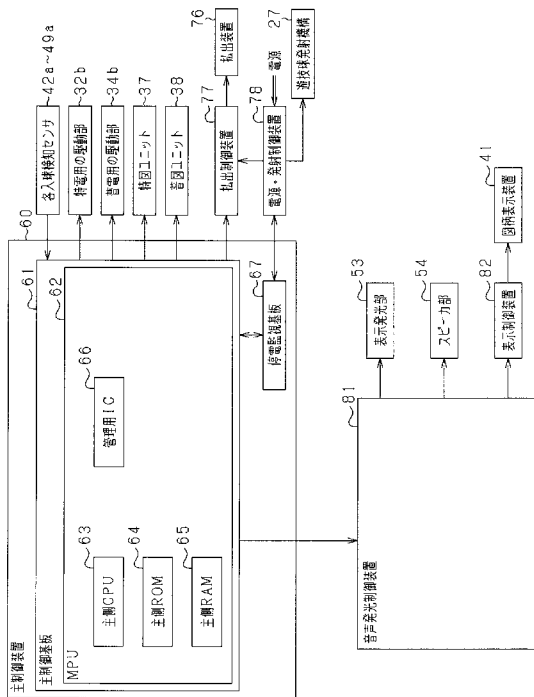 主制御装置
60
主制御基板
61
MPU
62
主側CPU
63
主側ROM
64
主側RAM
65
管理用IC
66
停電監視基板
67
各入球検知センサ
42a~49a
特電用の駆動部
32b
普電用の駆動部
34b
特図ユニット
37
普図ユニット
38
払出制御装置
77
払出装置
76
電源・発射制御装置
78
電源
遊技球発射機構
27
音声発光制御装置
81
表示発光部
53
スピーカ部
54
表示制御装置
82
図柄表示装置
41